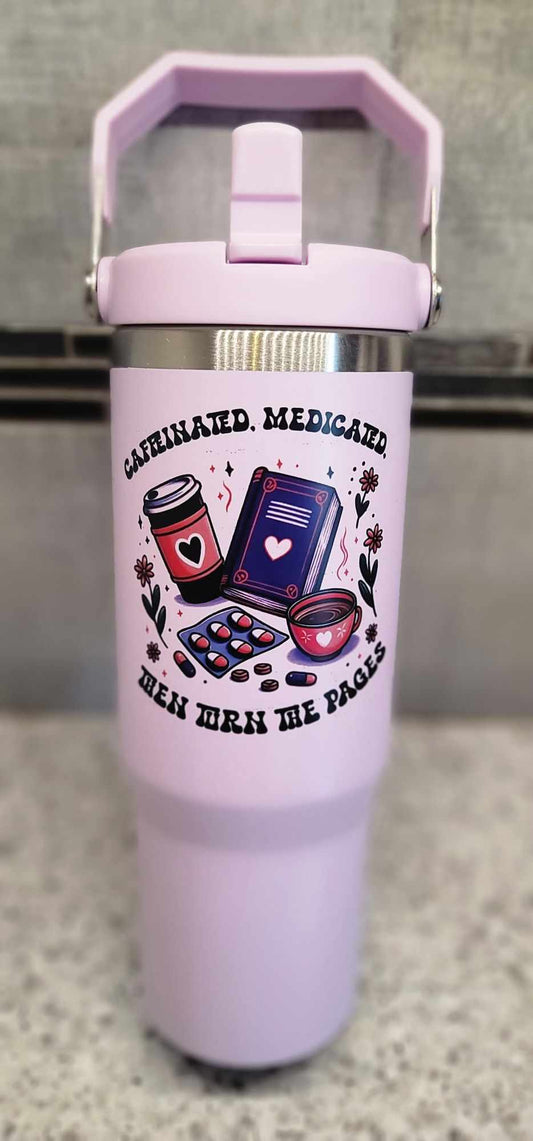 CAFFEINATED, MEDICATED,
THEN TURN THE PAGES